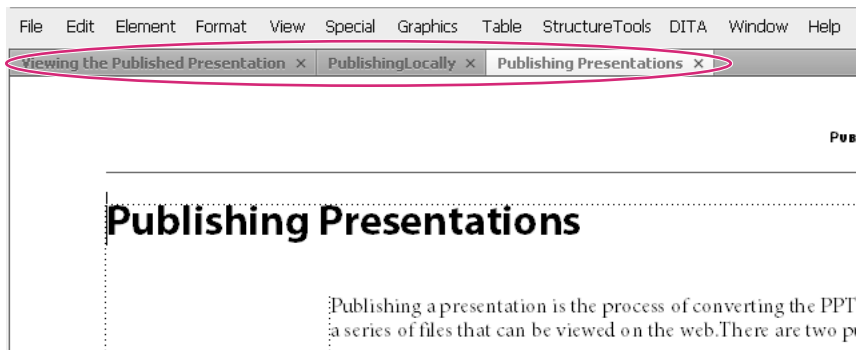 File Edit Element Format View Special Graphics Table StructureTools DITA Window Help
Viewing the Published Presentation × PublishingLocally × Publishing Presentations ×
Publishing Presentations
Publishing a presentation is the process of converting the PPT
a series of files that can be viewed on the web.There are two